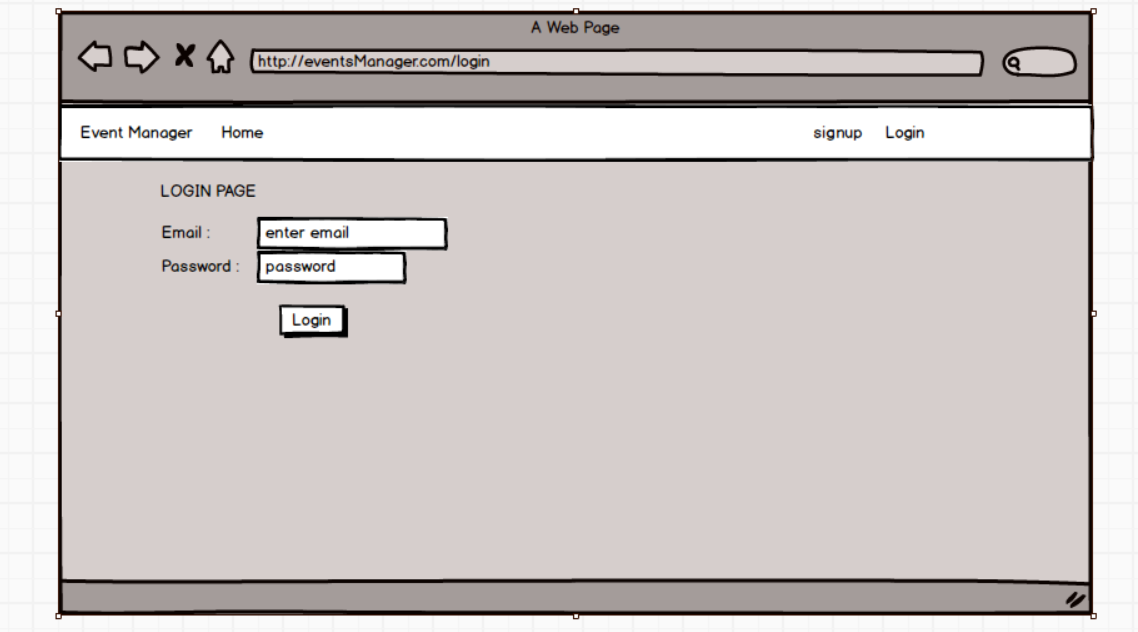 A Web Page
http://eventsManager.com/login
Event Manager Home signup Login
LOGIN PAGE
Email : enter email
Password : password
Login